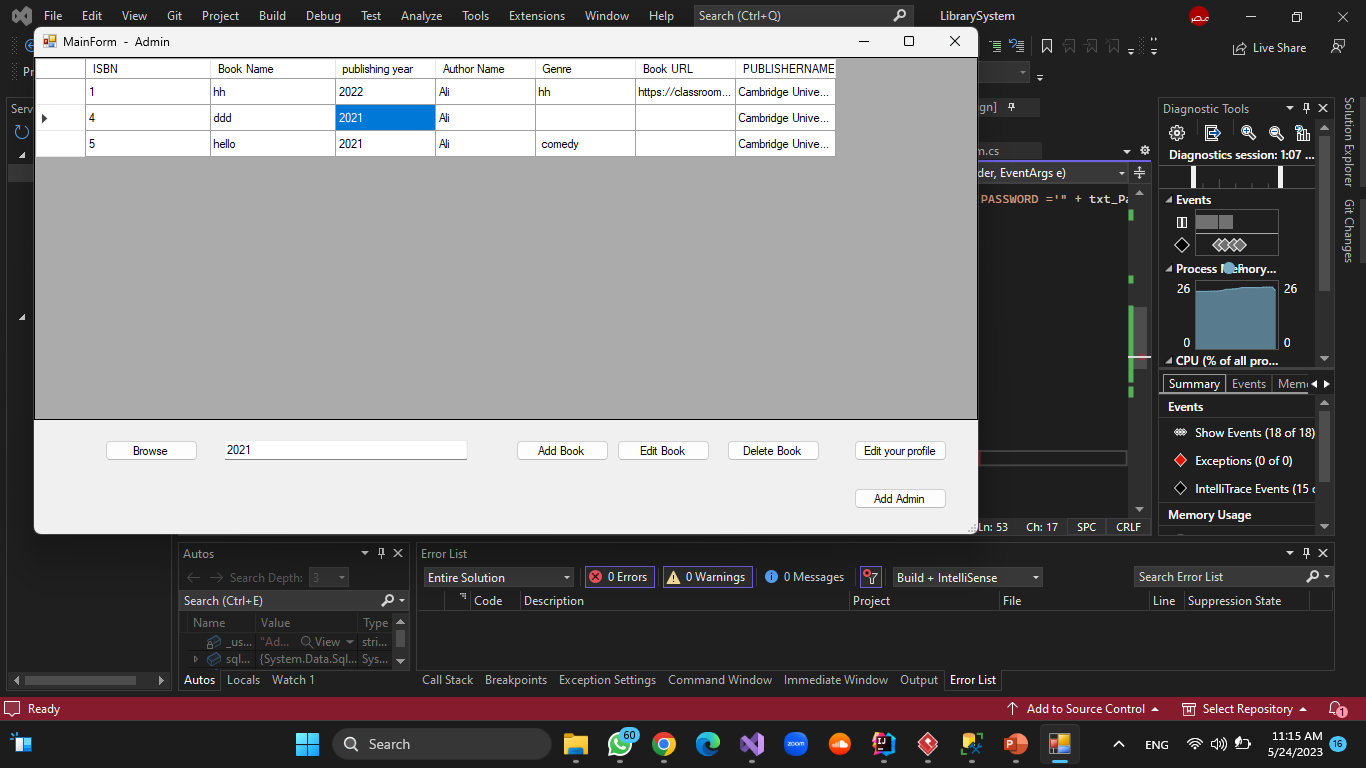 File Edit View Git Project Build Debug Test Analyze Tools Extensions Window Help Search (Ctrl+Q) LibrarySystem
MainForm - Admin
Live Share
ISBN Book Name publishing year Author Name Genre Book URL PUBLISHERNAME
1 hh 2022 Ali hh https://classroom... Cambridge Unive...
4 ddd 2021 Ali Cambridge Unive...
5 hello 2021 Ali comedy Cambridge Unive...
Browse 2021 Add Book Edit Book Delete Book Edit your profile
Add Admin
Pr
Serv
ign]
m.cs
der, EventArgs e)
PASSWORD ='" + txt_Pa
Ln: 53 Ch: 17 SPC CRLF
Diagnostic Tools
Diagnostics session: 1:07 ...
Events
Process Memory...
26 26
0 0
CPU (% of all pro...
Summary Events Mem
Events
Show Events (18 of 18)
Exceptions (0 of 0)
IntelliTrace Events (15 o
Memory Usage
Solution Explorer
Git Changes
Autos
Search Depth: 3
Search (Ctrl+E)
Name Value Type
_us... "Ad... View stri...
sql... {System.Data.Sql... Sys...
Autos Locals Watch 1
Error List
Entire Solution 0 Errors 0 Warnings 0 Messages Build + IntelliSense Search Error List
Code Description Project File Line Suppression State
Call Stack Breakpoints Exception Settings Command Window Immediate Window Output Error List
Ready Add to Source Control Select Repository 1
Search 60 zoom ENG 11:15 AM
5/24/2023 16